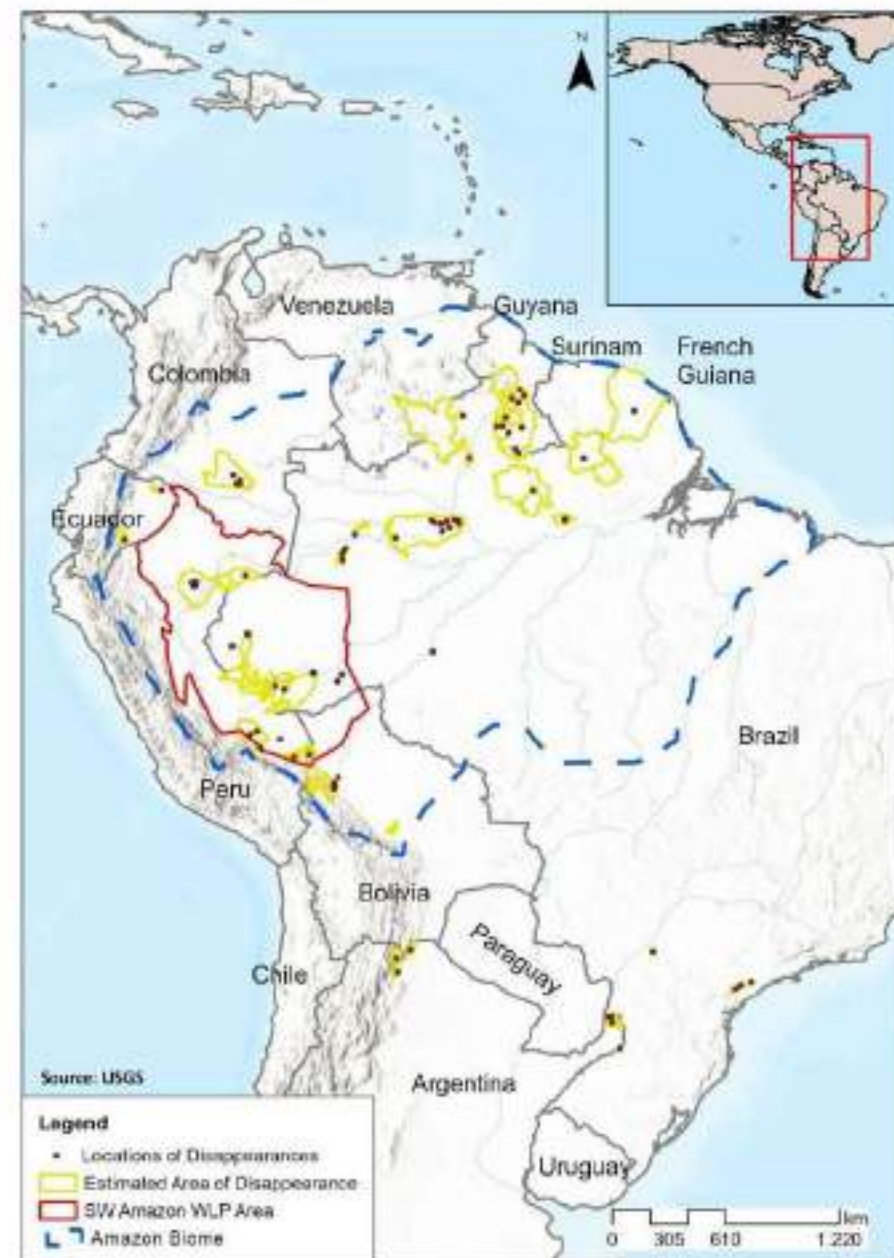 N
Venezuela
Guyana
Surinam
French
Guiana
Colombia
Ecuador
Brazil
Peru
Bolivia
Paraguay
Chile
Argentina
Uruguay
Source: USGS
Legend
Locations of Disappearances
Estimated Area of Disappearance
SW Amazon WLP Area
Amazon Biome
km
0 305 610 1.220